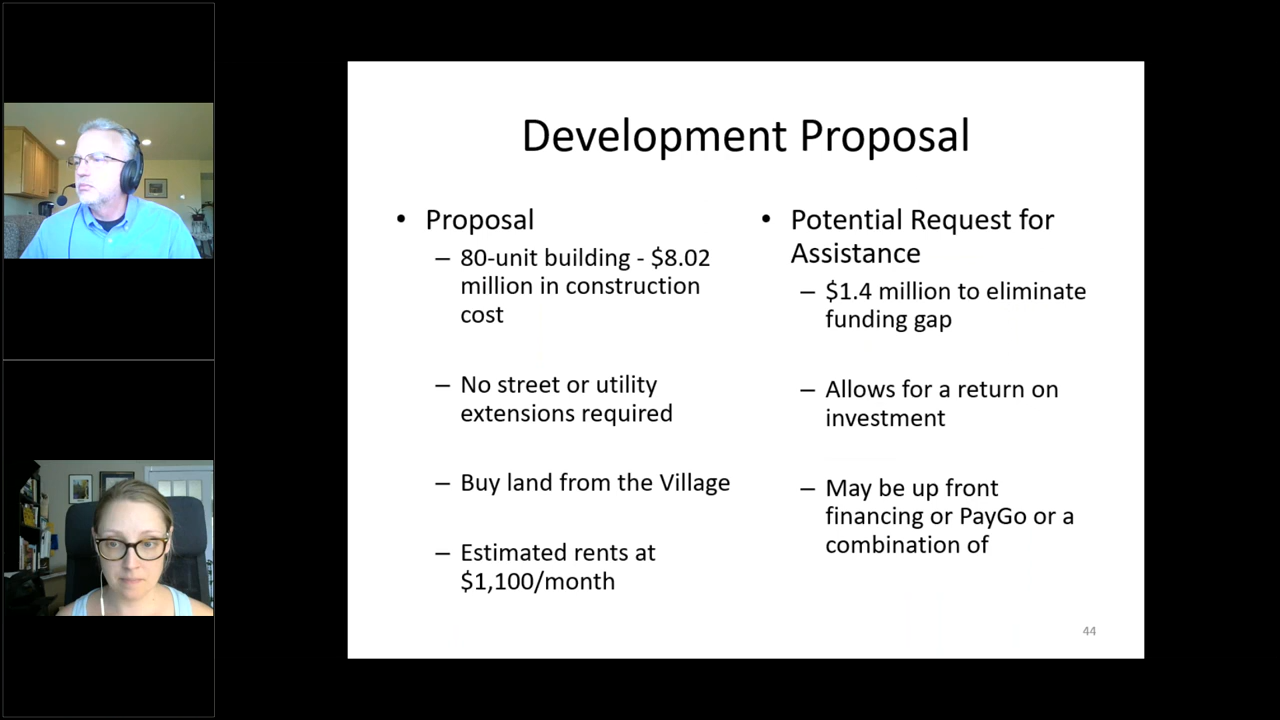 Development Proposal
• Proposal
– 80-unit building - $8.02
million in construction
cost
– No street or utility
extensions required
– Buy land from the Village
– Estimated rents at
$1,100/month
• Potential Request for
Assistance
– $1.4 million to eliminate
funding gap
– Allows for a return on
investment
– May be up front
financing or PayGo or a
combination of
44